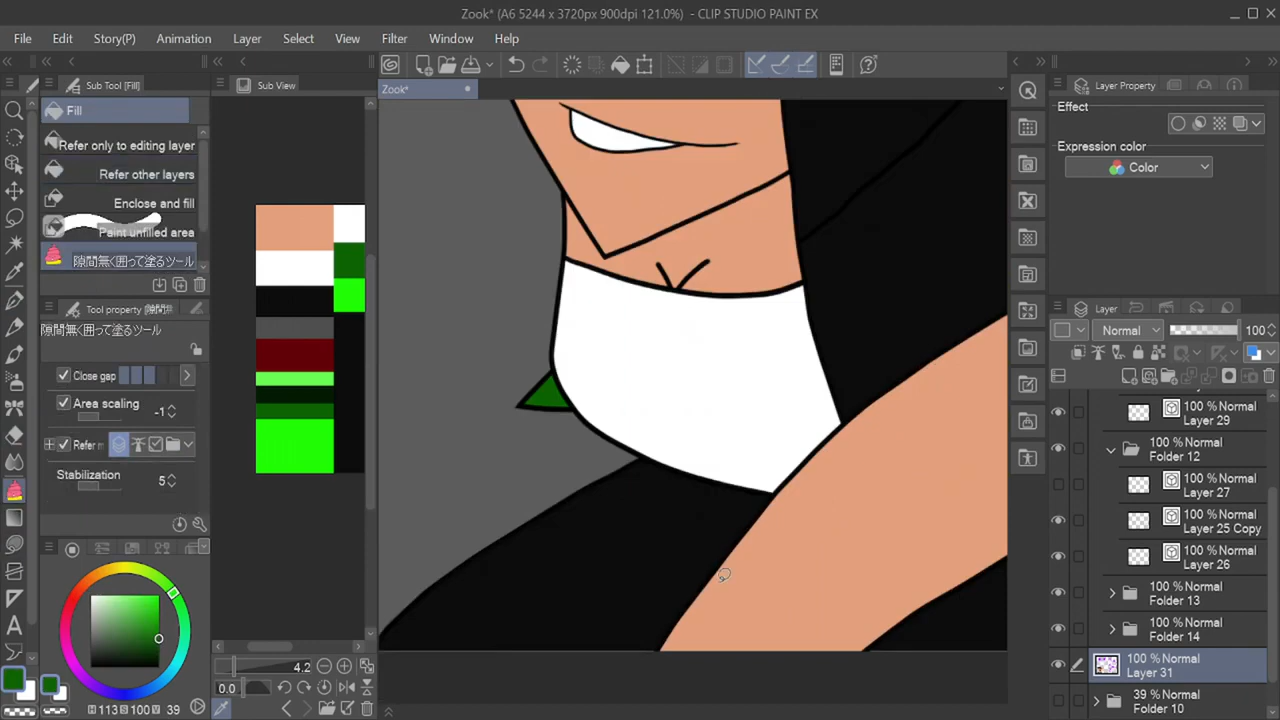 Zook* (A6 5244 x 3720px 900dpi 121.0%) - CLIP STUDIO PAINT EX
File Edit Story(P) Animation Layer Select View Filter Window Help
Sub Tool [Fill]
Fill
Refer only to editing layer
Refer other layers
Enclose and fill
Paint unfilled area
隙間無く囲って塗るツール
Tool property [隙間無
隙間無く囲って塗るツール
Close gap
Area scaling -1
Refer m
Stabilization 5
H 113 S 100 V 39
Sub View
4.2
0.0
Zook*
Layer Property
Effect
Expression color
Color
Layer
Normal 100
100 % Normal
Layer 29
100 % Normal
Folder 12
100 % Normal
Layer 27
100 % Normal
Layer 25 Copy
100 % Normal
Layer 26
100 % Normal
Folder 13
100 % Normal
Folder 14
100 % Normal
Layer 31
39 % Normal
Folder 10